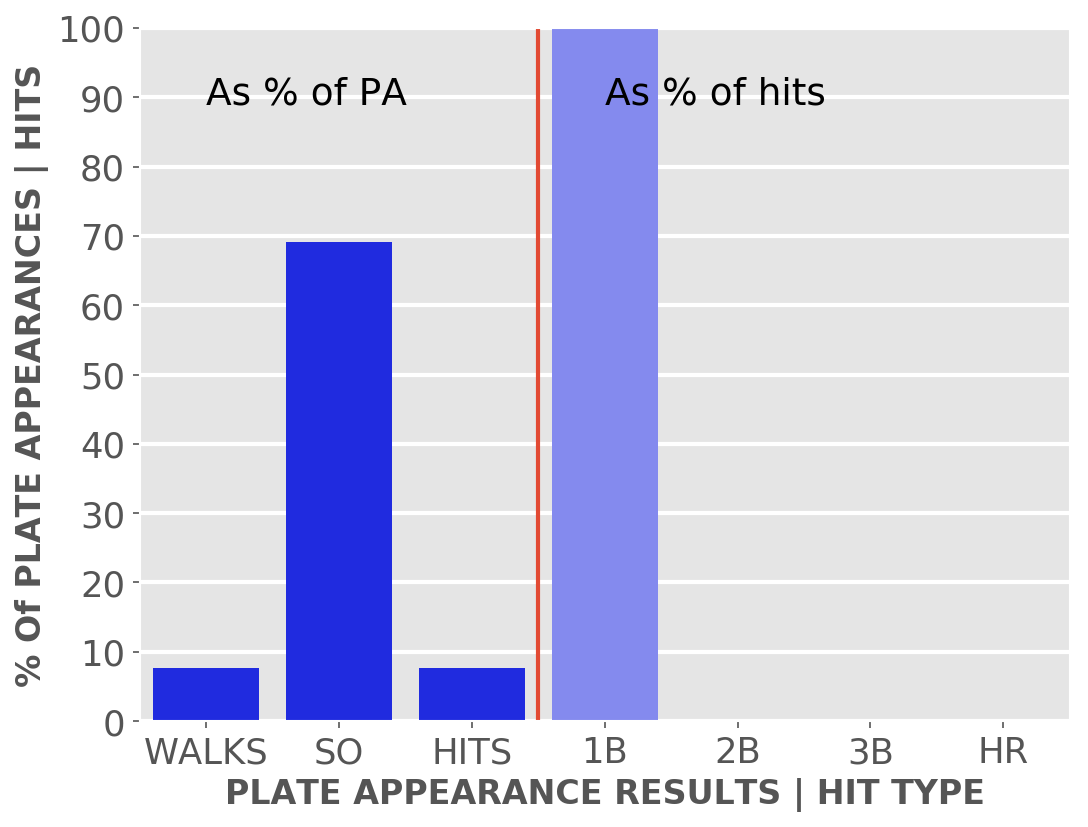 % Of PLATE APPEARANCES | HITS
100
90
80
70
60
50
40
30
20
10
0
As % of PA
As % of hits
WALKS SO HITS 1B 2B 3B HR
PLATE APPEARANCE RESULTS | HIT TYPE